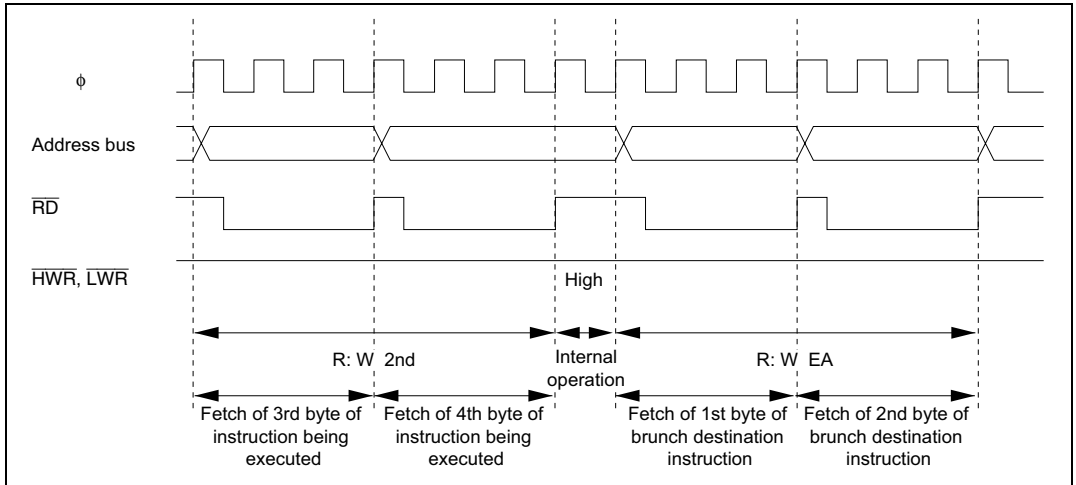 ϕ
Address bus
RD
HWR, LWR
High
R: W 2nd
Internal
operation
R: W EA
Fetch of 3rd byte of
instruction being
executed
Fetch of 4th byte of
instruction being
executed
Fetch of 1st byte of
brunch destination
instruction
Fetch of 2nd byte of
brunch destination
instruction